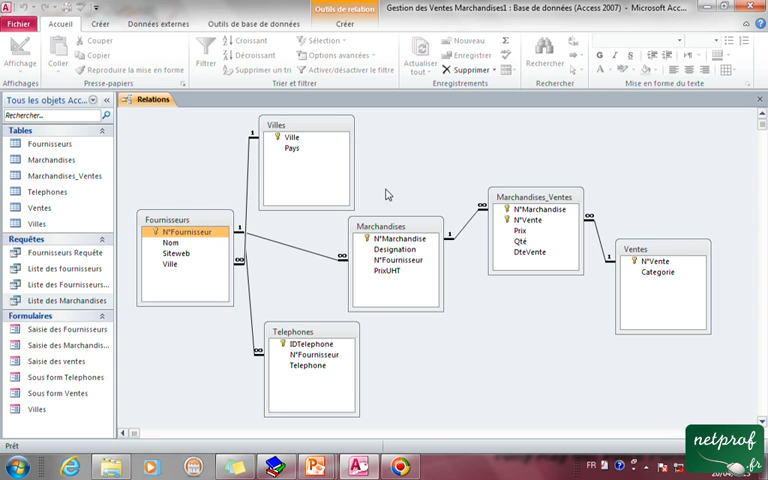 Outils de relation
Gestion des Ventes Marchandises1 : Base de données (Access 2007) - Microsoft Acc...
Fichier
Accueil
Créer
Données externes
Outils de base de données
Créer
Affichage
Affichages
Coller
Couper
Copier
Reproduire la mise en forme
Presse-papiers
Filtrer
Croissant
Décroissant
Supprimer un tri
Sélection
Options avancées
Activer/désactiver le filtre
Trier et filtrer
Actualiser
tout
Nouveau
Enregistrer
Supprimer
Enregistrements
Rechercher
Rechercher
G I S
Mise en forme du texte
Tous les objets Acc...
Rechercher...
Tables
Fournisseurs
Marchandises
Marchandises_Ventes
Telephones
Ventes
Villes
Requêtes
Fournisseurs Requête
Liste des fournisseurs
Liste des Fournisseurs...
Liste des Marchandises
Formulaires
Saisie des Fournisseurs
Saisie des Marchandis...
Saisie des ventes
Sous form Telephones
Sous form Ventes
Villes
Relations
Villes
Ville
Pays
Fournisseurs
N°Fournisseur
Nom
Siteweb
Ville
Marchandises
N°Marchandise
Designation
N°Fournisseur
PrixUHT
Marchandises_Ventes
N°Marchandise
N°Vente
Prix
Qté
DteVente
Ventes
N°Vente
Categorie
Telephones
IDTelephone
N°Fournisseur
Telephone
1
∞
1
∞
∞
∞
1
∞
∞
1
Prêt
FR
netprof
.fr